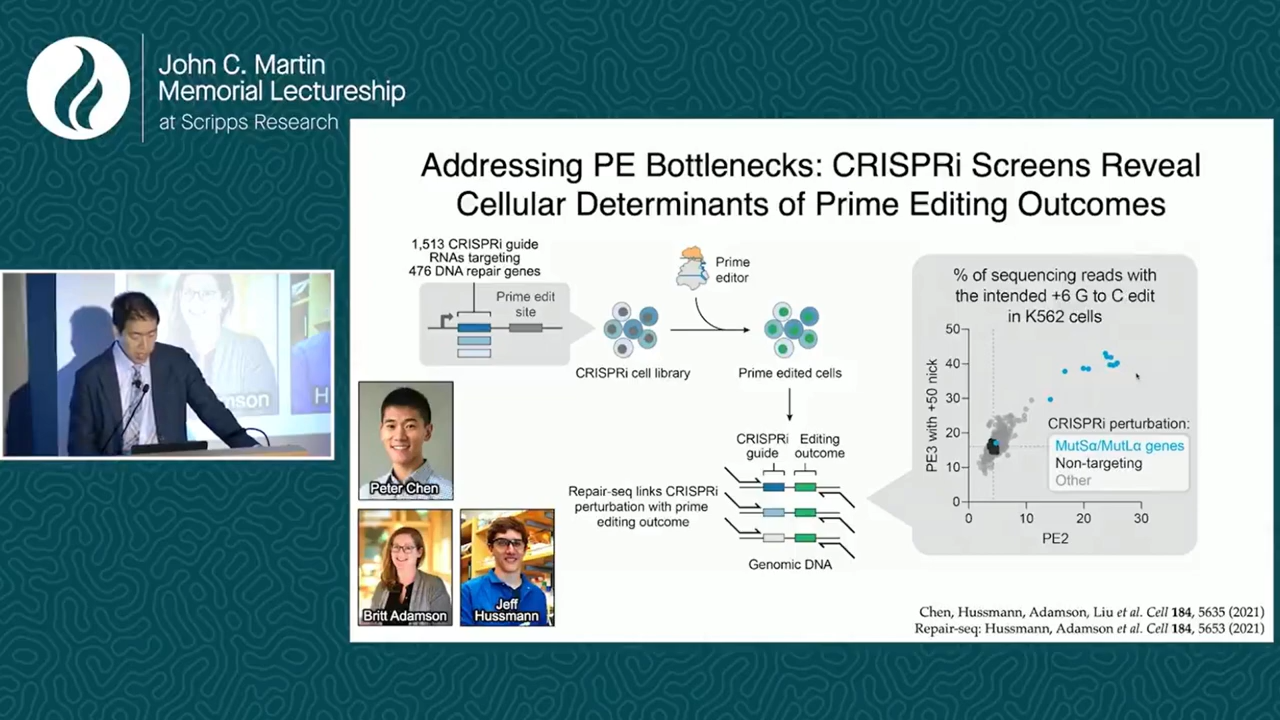 John C. Martin
Memorial Lectureship
at Scripps Research
Addressing PE Bottlenecks: CRISPRi Screens Reveal
Cellular Determinants of Prime Editing Outcomes
1,513 CRISPRi guide
RNAs targeting
476 DNA repair genes
Prime edit
site
CRISPRi cell library
Prime
editor
Prime edited cells
CRISPRi
guide
Editing
outcome
Repair-seq links CRISPRi
perturbation with prime
editing outcome
Genomic DNA
% of sequencing reads with
the intended +6 G to C edit
in K562 cells
PE3 with +50 nick
50
40
30
20
10
0
0
10
20
30
PE2
CRISPRi perturbation:
MutSα/MutLα genes
Non-targeting
Other
Peter Chen
Britt Adamson
Jeff
Hussmann
mson
H
Chen, Hussmann, Adamson, Liu et al. Cell 184, 5635 (2021)
Repair-seq: Hussmann, Adamson et al. Cell 184, 5653 (2021)